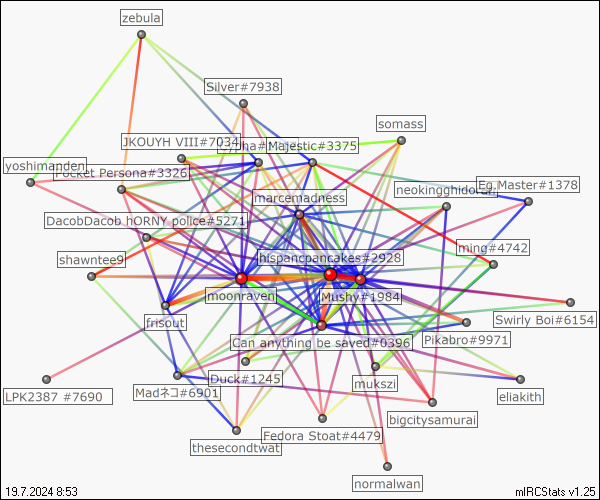 zebula
Silver#7938
somass
JKOUYH VIII#7034
Majestic#3375
yoshimanden
Pocket Persona#3326
neokingghidorah
Eg.Master#1378
marcemadness
DacobDacob hORNY police#5271
ming#4742
shawntee9
hispancpancakes#2928
moonraven
Mushy#1984
Swirly Boi#6154
frisout
Can anything be saved#0396
Pikabro#9971
Duck#1245
mukszi
LPK2387 #7690
Madネコ#6901
eliakith
bigcitysamurai
Fedora Stoat#4479
thesecondtwat
normalwan
19.7.2024 8:53
mIRCStats v1.25